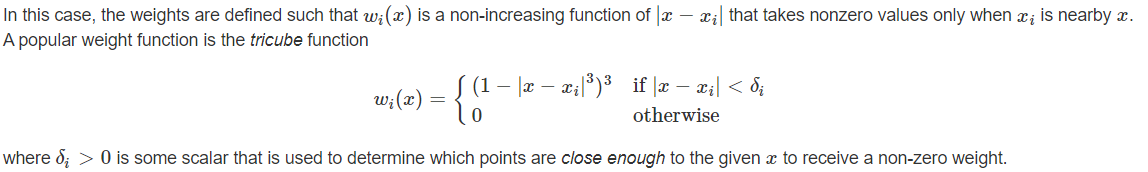 In this case, the weights are defined such that wᵢ(x) is a non-increasing function of |x − xᵢ| that takes nonzero values only when xᵢ is nearby x.
A popular weight function is the tricube function
wᵢ(x) = { (1 − |x − xᵢ|³)³ if |x − xᵢ| < δᵢ
0 otherwise
where δᵢ > 0 is some scalar that is used to determine which points are close enough to the given x to receive a non-zero weight.